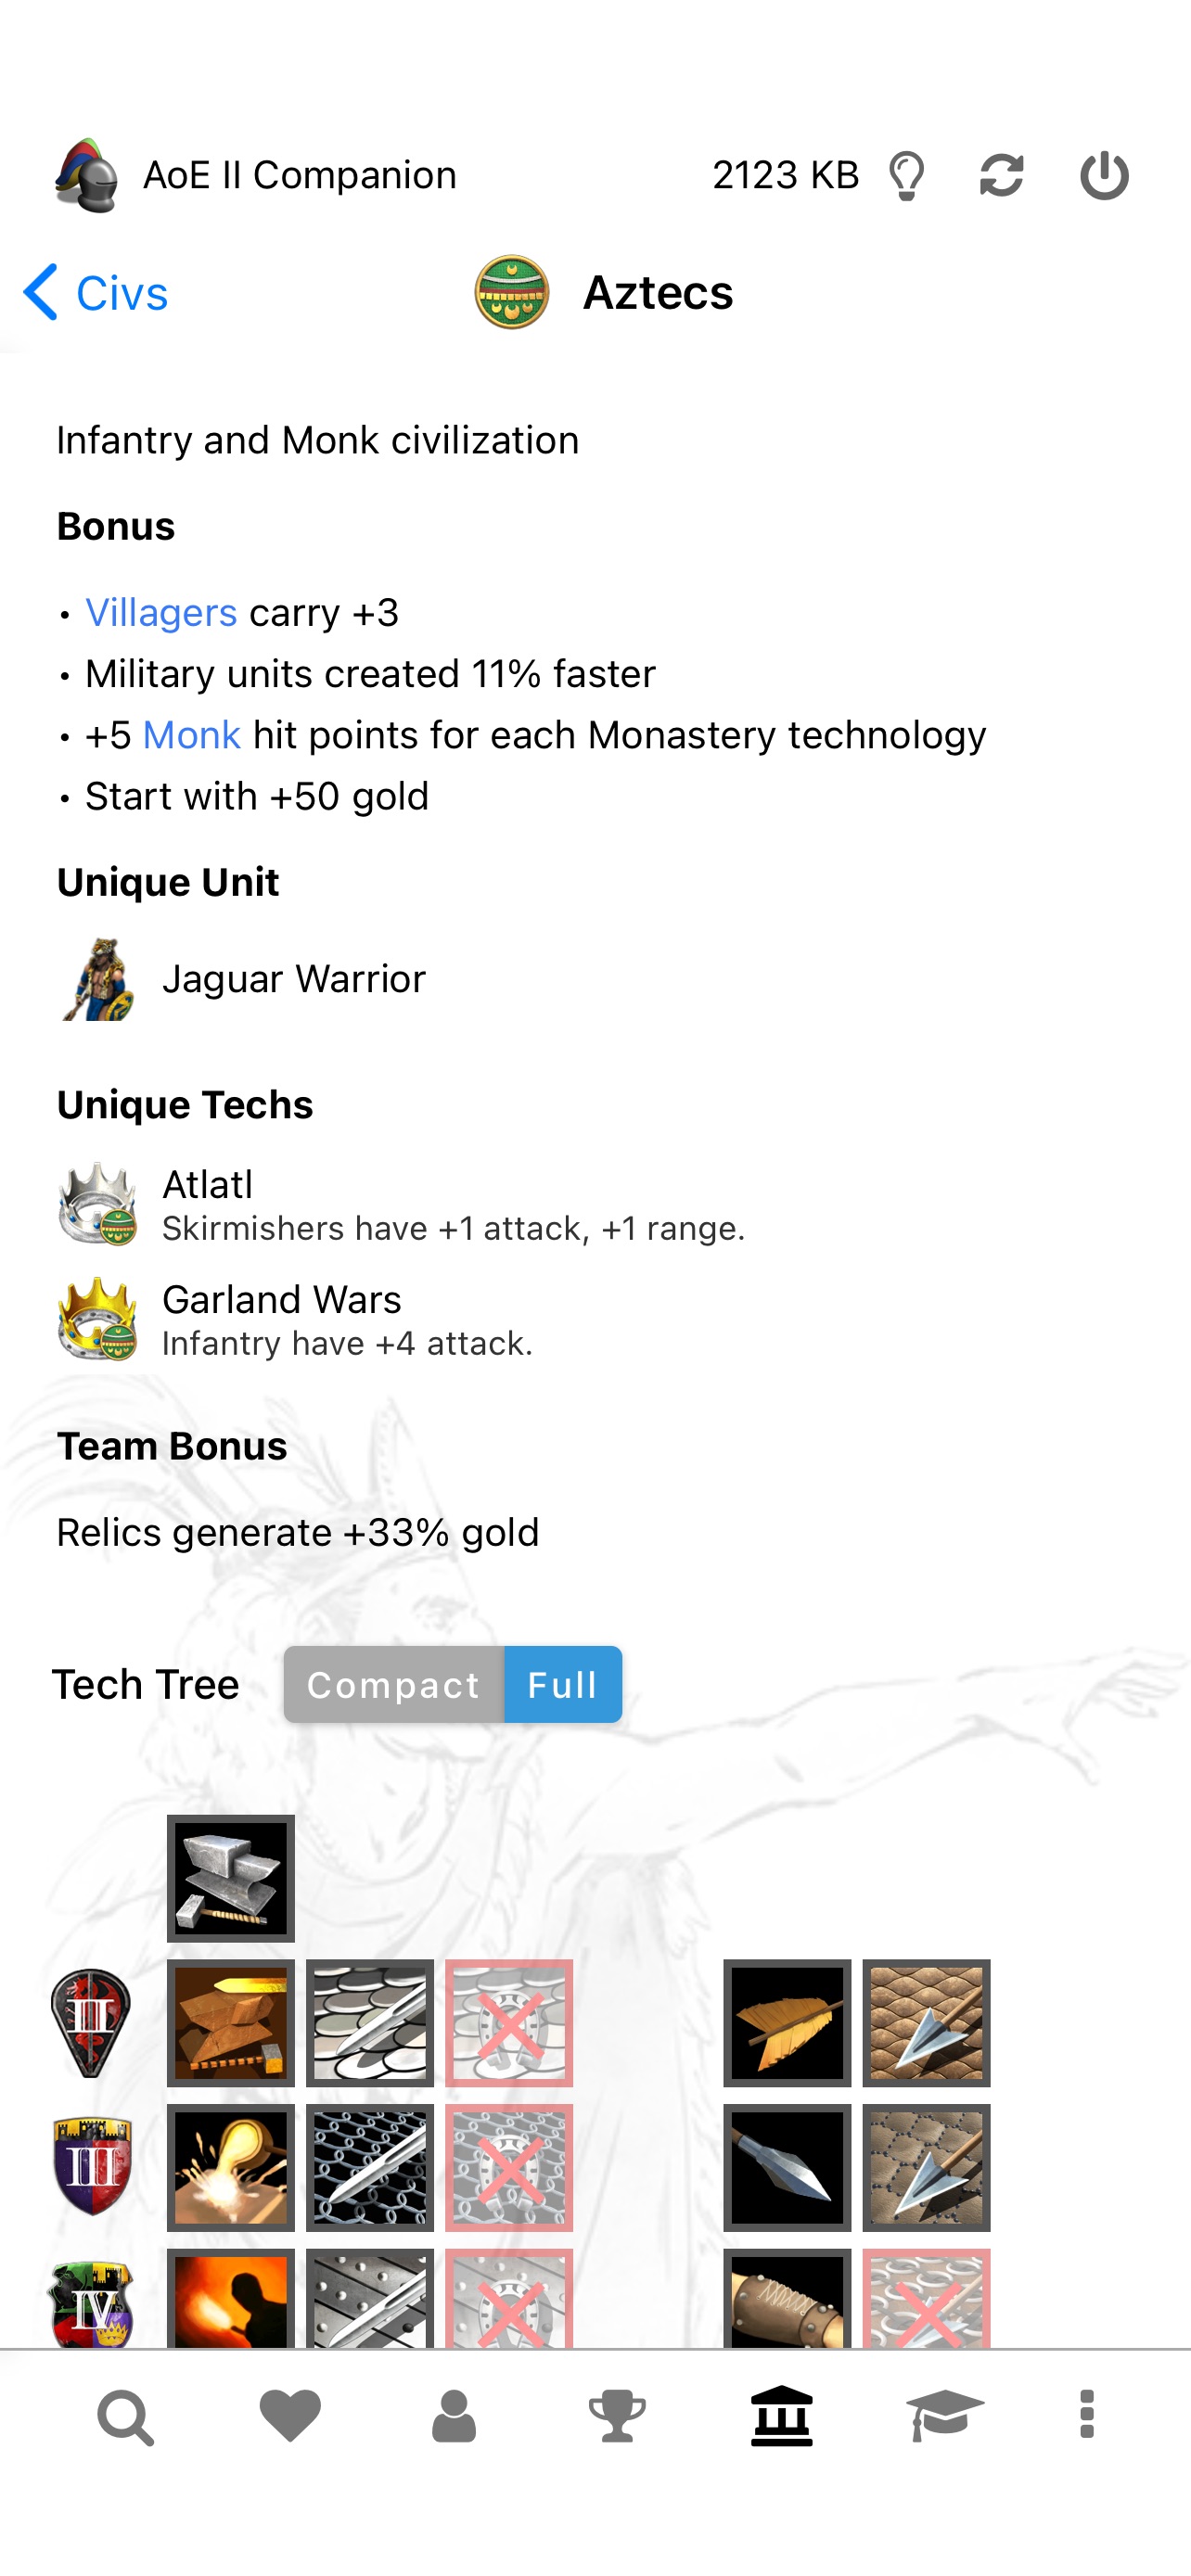 AoE II Companion 2123 KB
Civs Aztecs
Infantry and Monk civilization
Bonus
• Villagers carry +3
• Military units created 11% faster
• +5 Monk hit points for each Monastery technology
• Start with +50 gold
Unique Unit
Jaguar Warrior
Unique Techs
Atlatl
Skirmishers have +1 attack, +1 range.
Garland Wars
Infantry have +4 attack.
Team Bonus
Relics generate +33% gold
Tech Tree Compact Full
II
III
IV